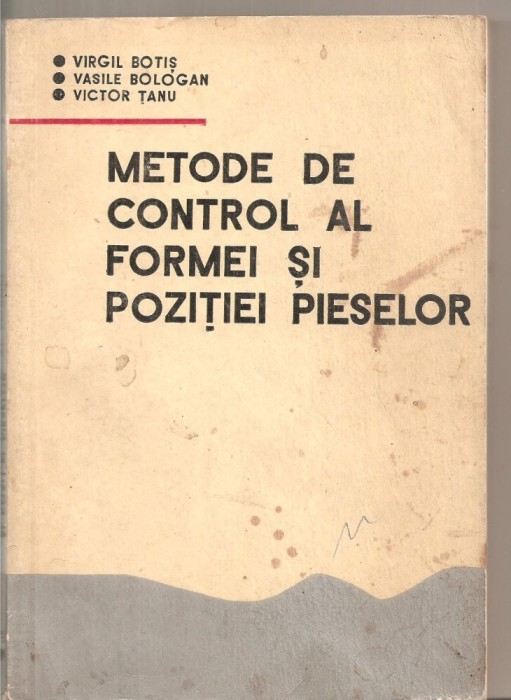 VIRGIL BOTIȘ
VASILE BOLOGAN
VICTOR ȚANU
METODE DE
CONTROL AL
FORMEI ȘI
POZIȚIEI PIESELOR